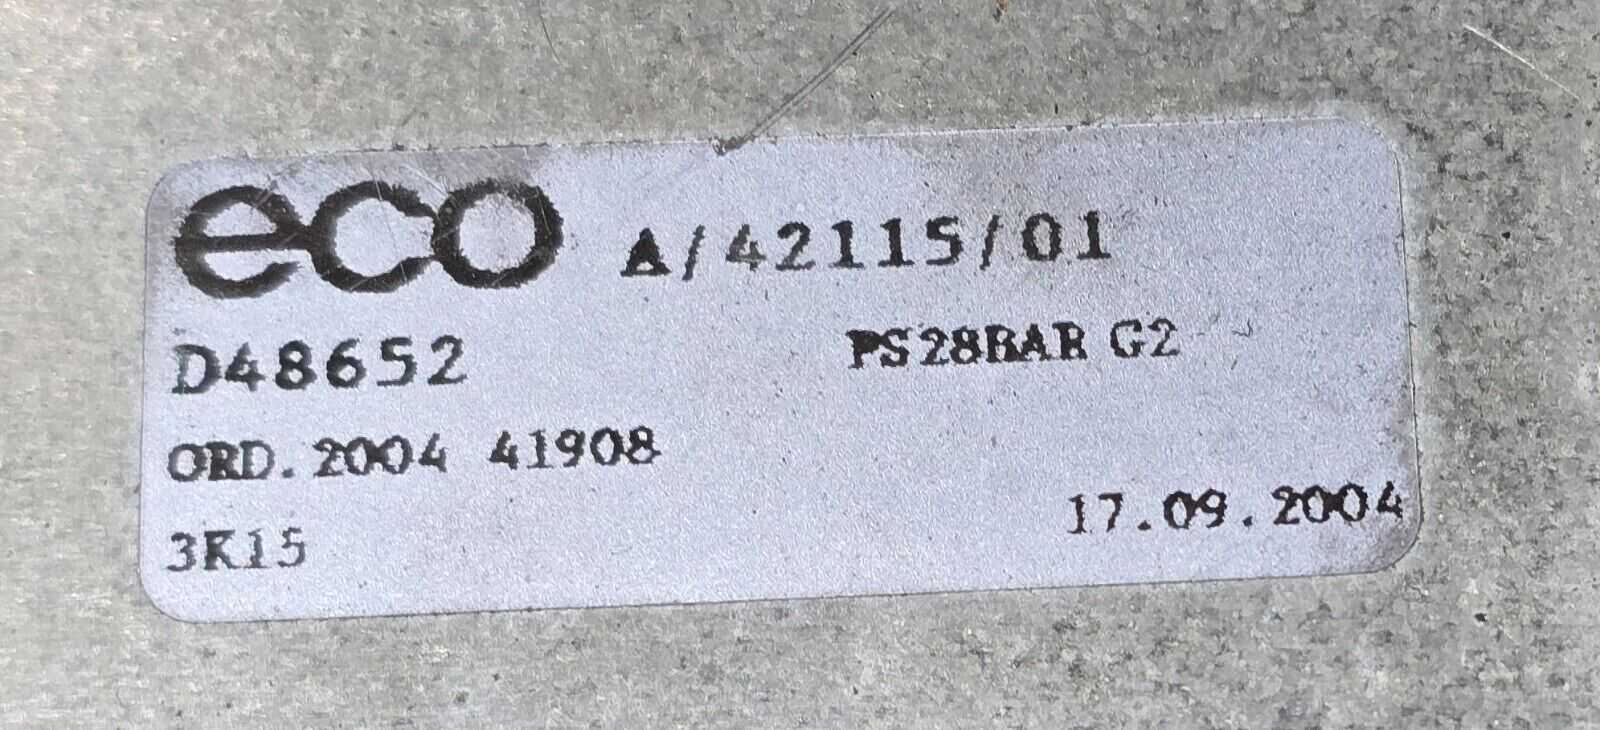 eco A/42115/01
D48652 PS28BAR G2
ORD. 2004 41908
17.09.2004
3K15